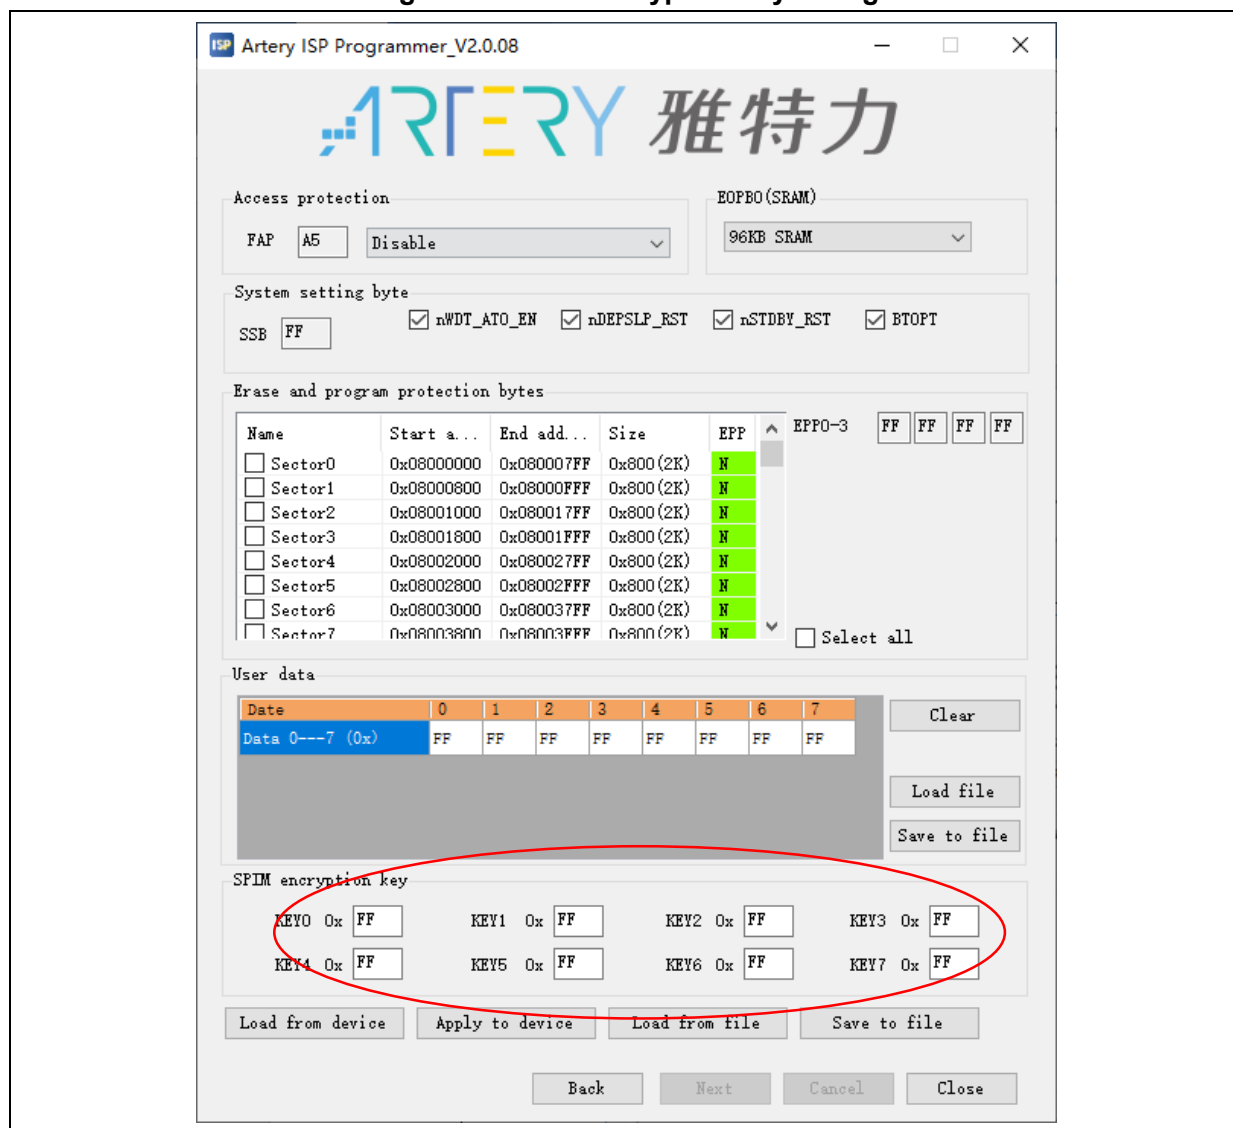 Artery ISP Programmer_V2.0.08
ARTERY 雅特力
Access protection
EOPB0(SRAM)
FAP A5 Disable
96KB SRAM
System setting byte
SSB FF nWDT_ATO_EN nDEPSLP_RST nSTDBY_RST BTOPT
Erase and program protection bytes
Name Start a... End add... Size EPP
EPP0-3 FF FF FF FF
Sector0 0x08000000 0x080007FF 0x800(2K) N
Sector1 0x08000800 0x08000FFF 0x800(2K) N
Sector2 0x08001000 0x080017FF 0x800(2K) N
Sector3 0x08001800 0x08001FFF 0x800(2K) N
Sector4 0x08002000 0x080027FF 0x800(2K) N
Sector5 0x08002800 0x08002FFF 0x800(2K) N
Sector6 0x08003000 0x080037FF 0x800(2K) N
Sector7 0x08003800 0x08003FFF 0x800(2K) N
Select all
User data
Date 0 1 2 3 4 5 6 7
Data 0---7 (0x) FF FF FF FF FF FF FF FF
Clear
Load file
Save to file
SPIM encryption key
KEY0 0x FF KEY1 0x FF KEY2 0x FF KEY3 0x FF
KEY4 0x FF KEY5 0x FF KEY6 0x FF KEY7 0x FF
Load from device Apply to device Load from file Save to file
Back Next Cancel Close